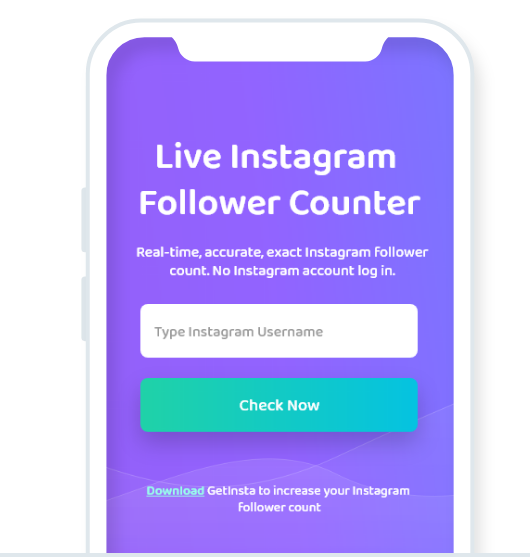 Live Instagram
Follower Counter
Real-time, accurate, exact Instagram follower
count. No Instagram account log in.
Type Instagram Username
Check Now
Download GetInsta to increase your Instagram
follower count